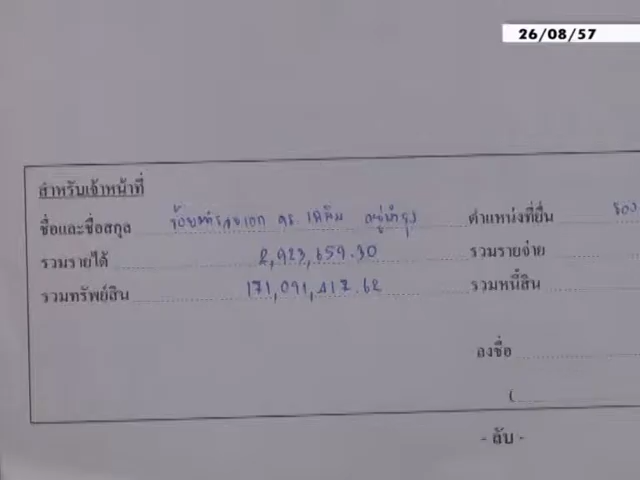 26/08/57
สำหรับเจ้าหน้าที่
ชื่อและชื่อสกุล ร้อยตำรวจเอก ดร. เฉลิม อยู่บำรุง ตำแหน่งที่ยื่น รอง
รวมรายได้ 2,923,659.30 รวมรายจ่าย
รวมทรัพย์สิน 171,091,417.62 รวมหนี้สิน
ลงชื่อ
(
- ลับ -